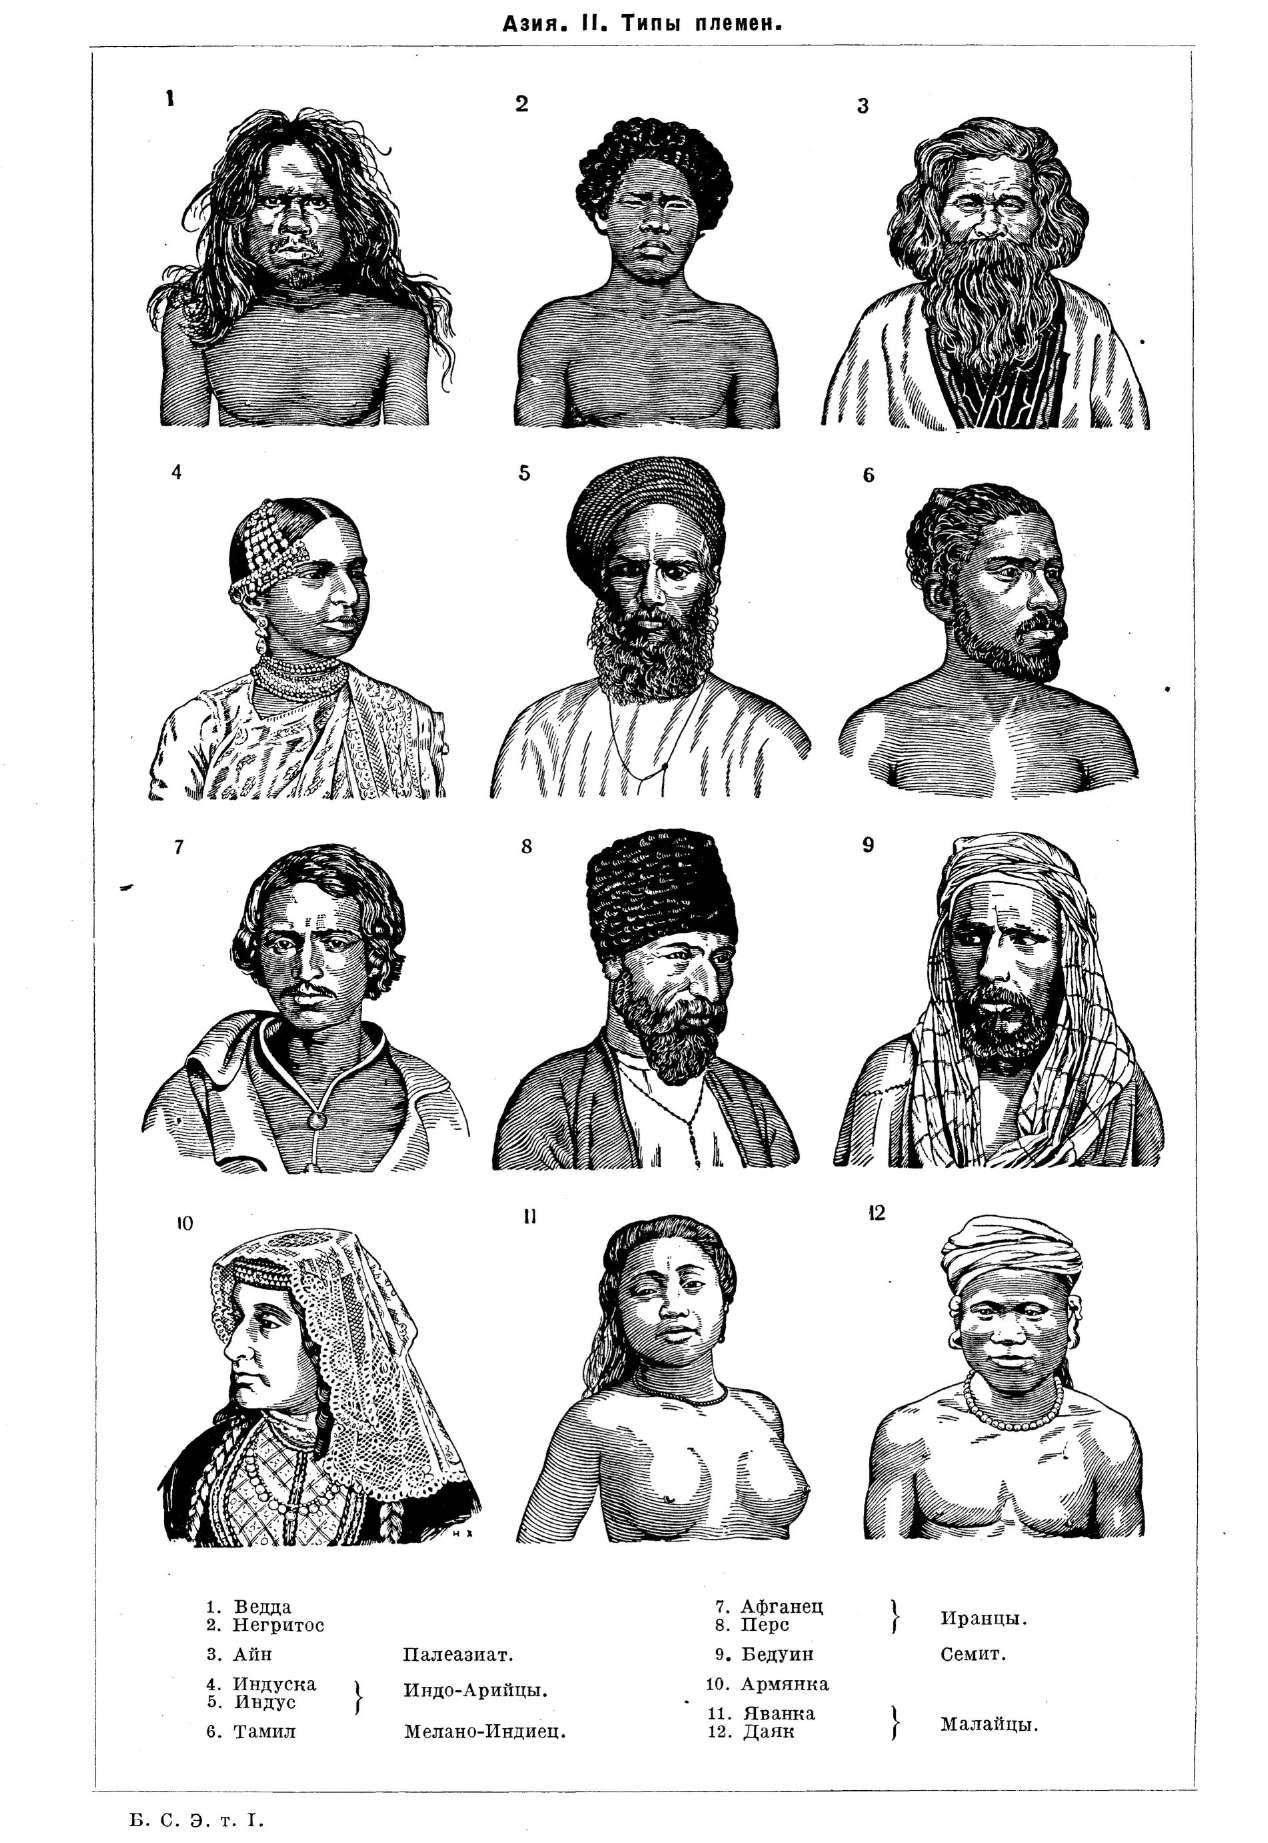 Азия. II. Типы племен.
1
2
3
4
5
6
7
8
9
10
11
12
н х
1. Ведда
2. Негритос
3. Айн Палеазиат.
4. Индуска
5. Индус } Индо-Арийцы.
6. Тамил Мелано-Индиец.
7. Афганец
8. Перс } Иранцы.
9. Бедуин Семит.
10. Армянка
11. Яванка
12. Даяк } Малайцы.
Б. С. Э. т. I.